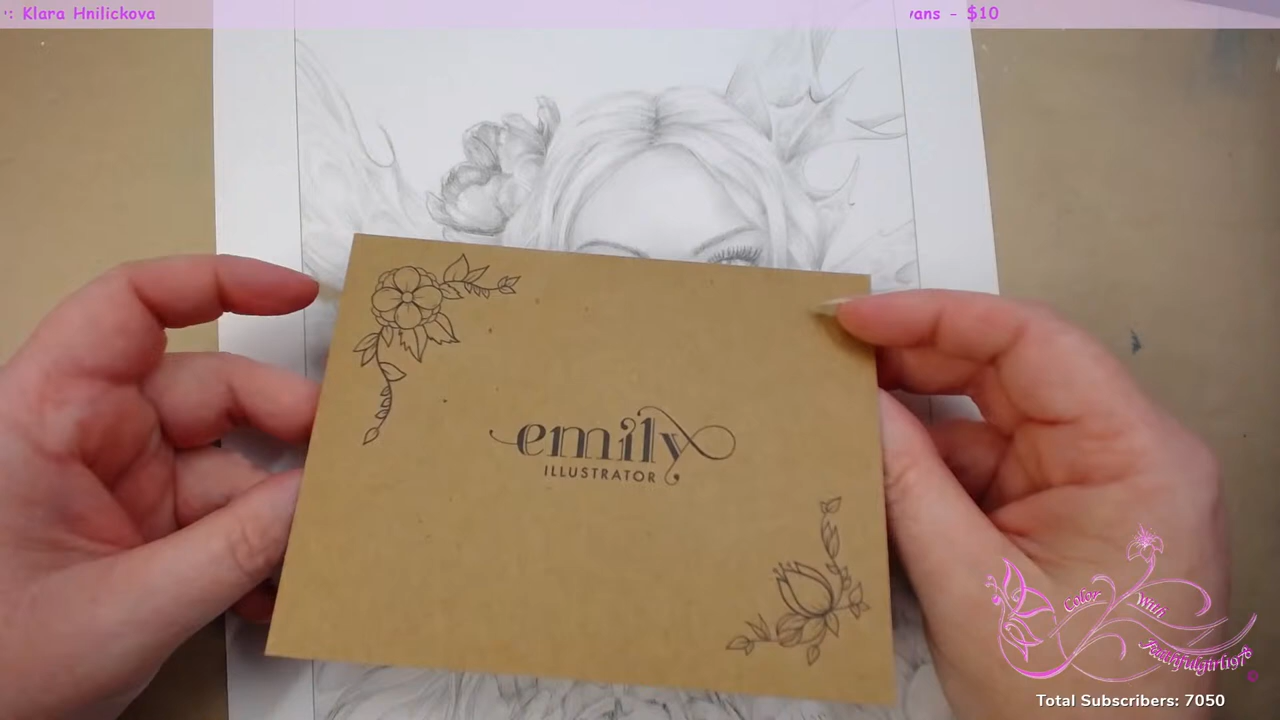 : Klara Hnilickova
vans - $10
emily
ILLUSTRATOR
Color With
Faithfulgirl1978
Total Subscribers: 7050